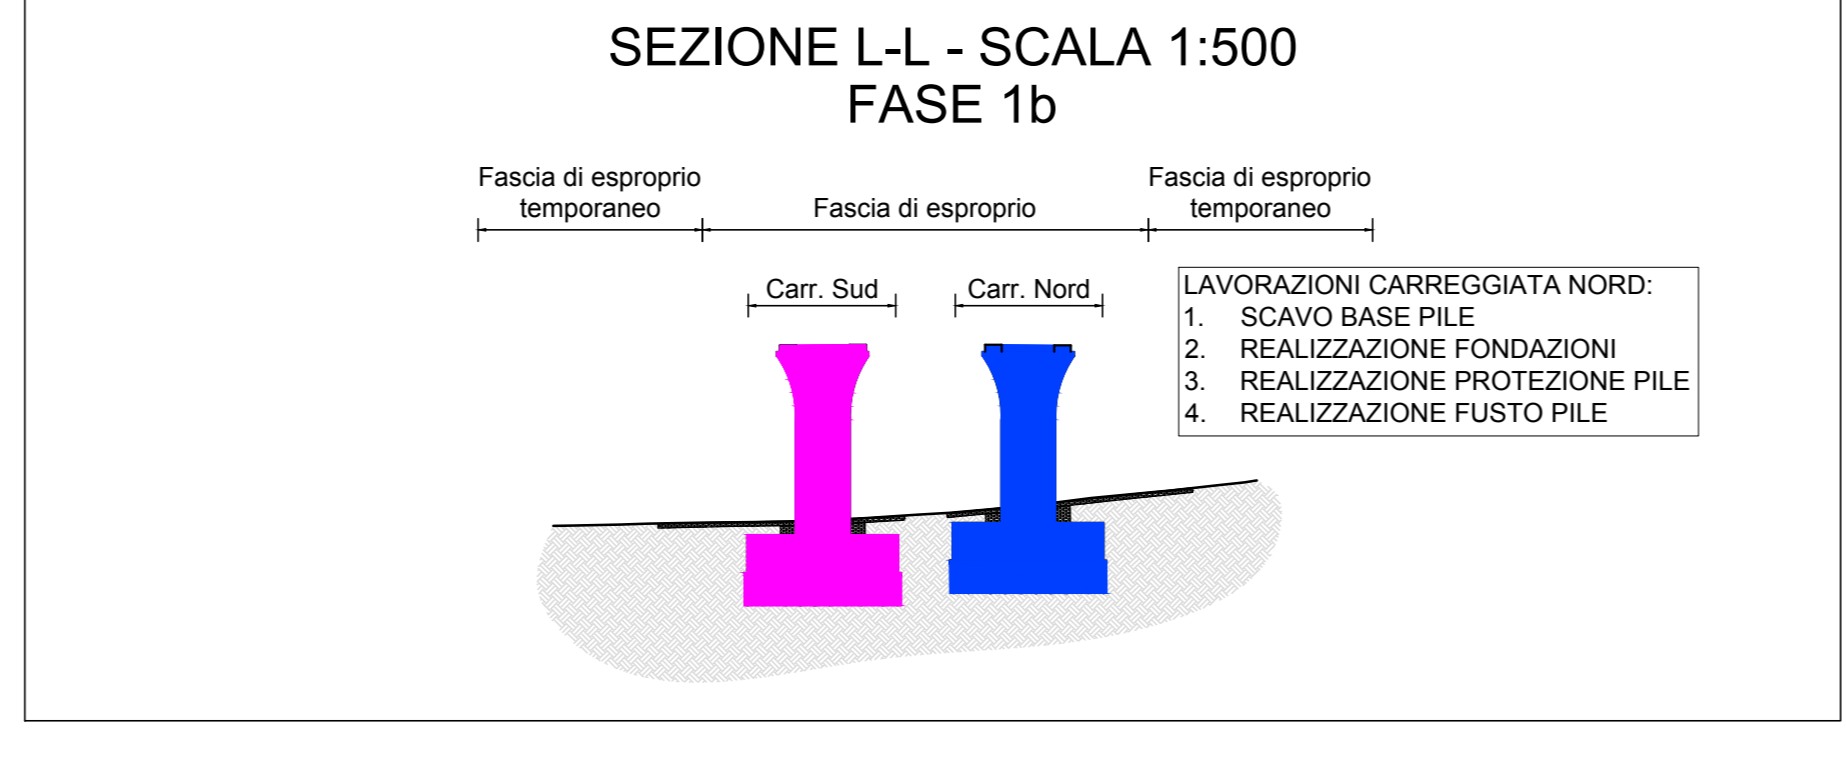 SEZIONE L-L - SCALA 1:500
FASE 1b
Fascia di esproprio
temporaneo
Fascia di esproprio
Fascia di esproprio
temporaneo
Carr. Sud
Carr. Nord
LAVORAZIONI CARREGGIATA NORD:
1. SCAVO BASE PILE
2. REALIZZAZIONE FONDAZIONI
3. REALIZZAZIONE PROTEZIONE PILE
4. REALIZZAZIONE FUSTO PILE